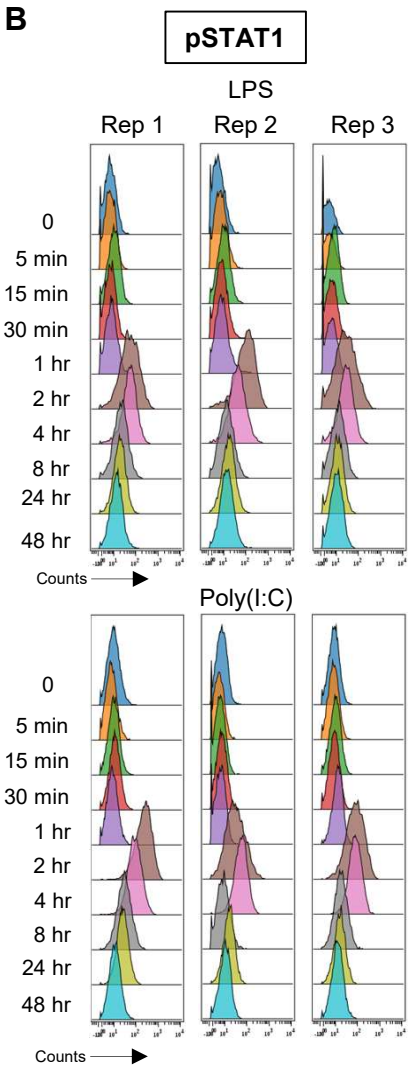 B
pSTAT1
LPS
Rep 1 Rep 2 Rep 3
0
5 min
15 min
30 min
1 hr
2 hr
4 hr
8 hr
24 hr
48 hr
Counts
Poly(I:C)
0
5 min
15 min
30 min
1 hr
2 hr
4 hr
8 hr
24 hr
48 hr
Counts